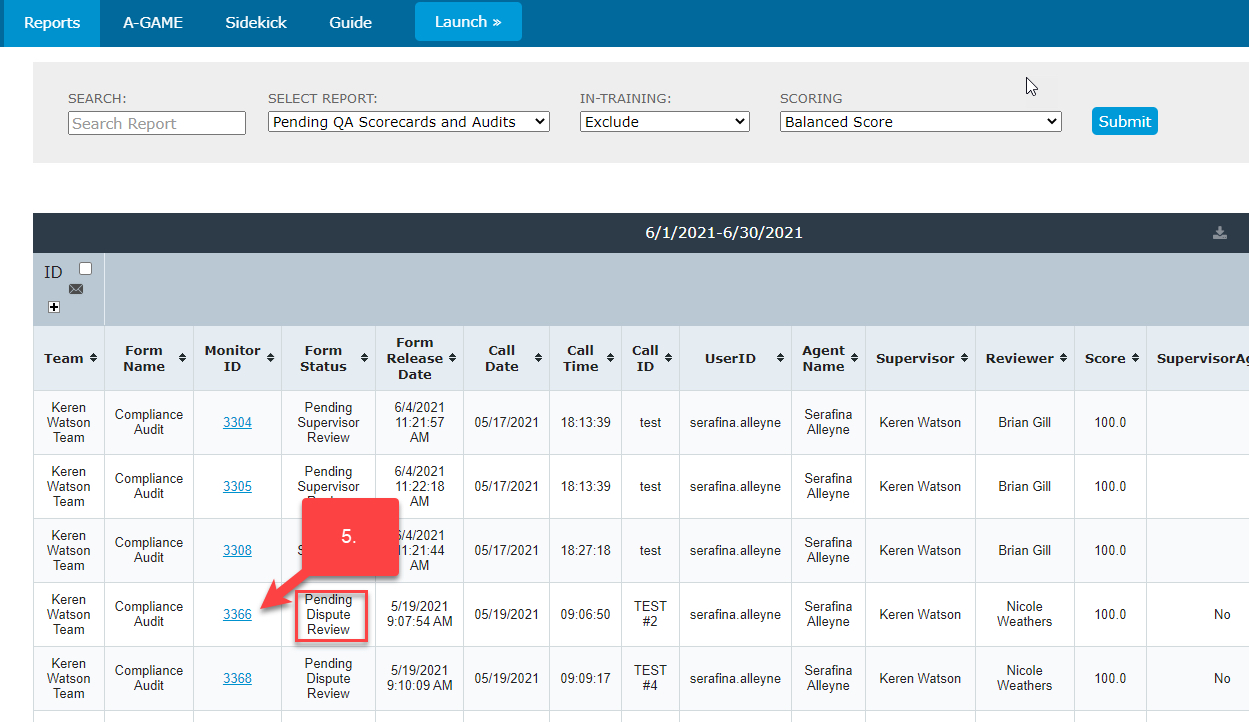 Reports A-GAME Sidekick Guide Launch »
SEARCH: SELECT REPORT: IN-TRAINING: SCORING
Search Report Pending QA Scorecards and Audits Exclude Balanced Score Submit
6/1/2021-6/30/2021
ID
Team Form Name Monitor ID Form Status Form Release Date Call Date Call Time Call ID UserID Agent Name Supervisor Reviewer Score
Keren Watson Team Compliance Audit 3304 Pending Supervisor Review 6/4/2021 11:21:57 AM 05/17/2021 18:13:39 test serafina.alleyne Serafina Alleyne Keren Watson Brian Gill 100.0
Keren Watson Team Compliance Audit 3305 Pending Supervisor 6/4/2021 11:22:18 AM 05/17/2021 18:13:39 test serafina.alleyne Serafina Alleyne Keren Watson Brian Gill 100.0
5.
Keren Watson Team Compliance Audit 3308 6/4/2021 11:21:44 AM 05/17/2021 18:27:18 test serafina.alleyne Serafina Alleyne Keren Watson Brian Gill 100.0
Keren Watson Team Compliance Audit 3366 Pending Dispute Review 5/19/2021 9:07:54 AM 05/19/2021 09:06:50 TEST #2 serafina.alleyne Serafina Alleyne Keren Watson Nicole Weathers 100.0 No
Keren Watson Team Compliance Audit 3368 Pending Dispute Review 5/19/2021 9:10:09 AM 05/19/2021 09:09:17 TEST #4 serafina.alleyne Serafina Alleyne Keren Watson Nicole Weathers 100.0 No